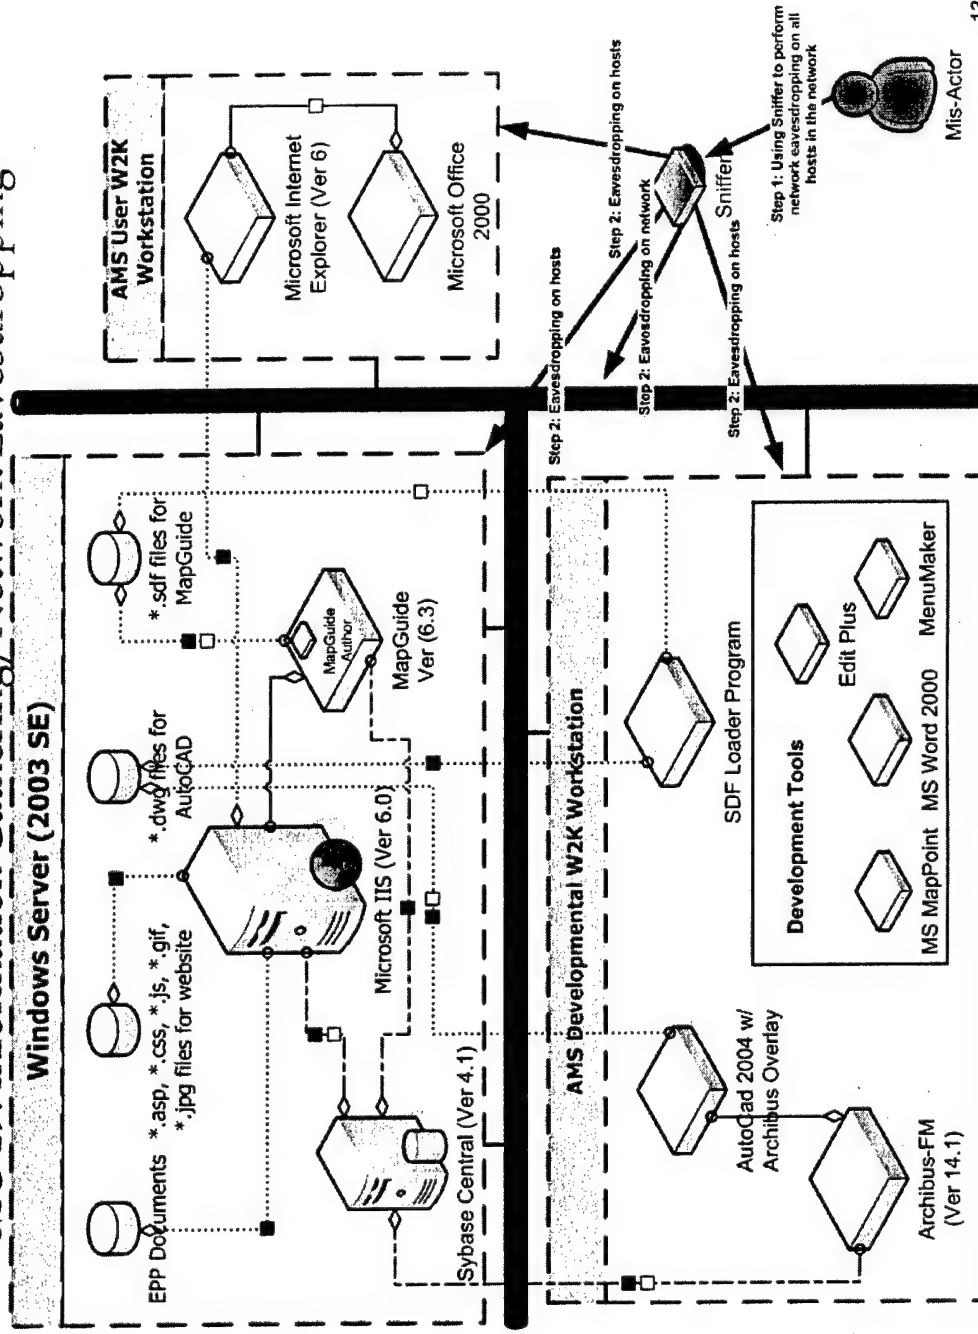 Network Eavesdropping
Windows Server (2003 SE)
EPP Documents
*.asp, *.css, *.js, *.gif,
*.jpg files for website
*.dwg files for
AutoCAD
*.sdf files for
MapGuide
Sybase Central (Ver 4.1)
Microsoft IIS (Ver 6.0)
MapGuide
Author
MapGuide
Ver (6.3)
AMS User W2K
Workstation
Microsoft Internet
Explorer (Ver 6)
Microsoft Office
2000
AMS Developmental W2K Workstation
AutoCad 2004 w/
Archibus Overlay
Archibus-FM
(Ver 14.1)
SDF Loader Program
Development Tools
Edit Plus
MS MapPoint
MS Word 2000
MenuMaker
Step 2: Eavesdropping on hosts
Step 2: Eavesdropping on hosts
Step 2: Eavesdropping on network
Step 2: Eavesdropping on hosts
Sniffer
Step 1: Using Sniffer to perform
network eavesdropping on all
hosts in the network
Mis-Actor